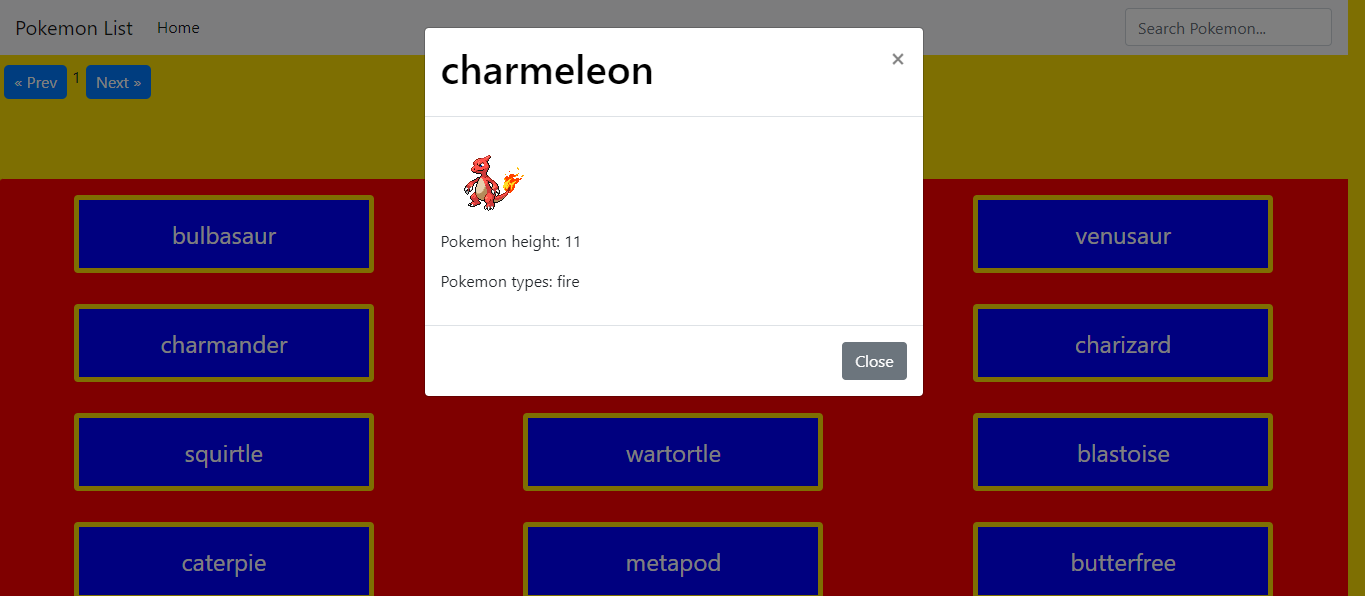 Pokemon List Home Search Pokemon...
« Prev 1 Next »
charmeleon ×
Pokemon height: 11
Pokemon types: fire
Close
bulbasaur venusaur
charmander charizard
squirtle wartortle blastoise
caterpie metapod butterfree